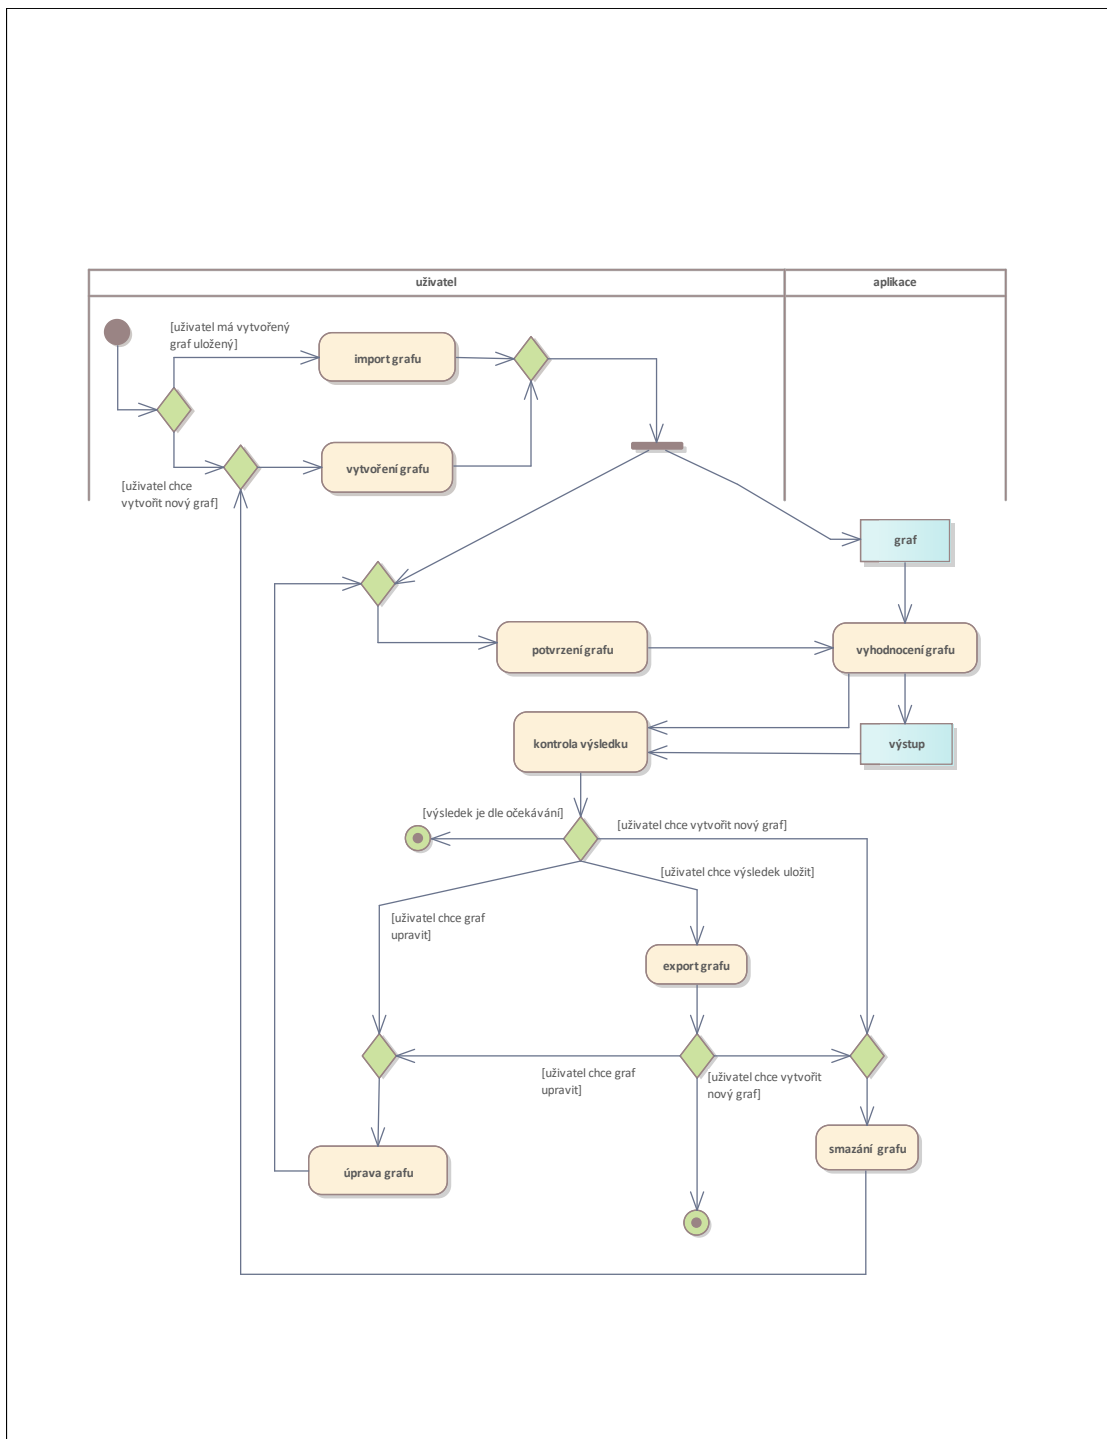 uživatel
aplikace
[uživatel má vytvořený
graf uložený]
import grafu
vytvoření grafu
[uživatel chce
vytvořit nový graf]
graf
potvrzení grafu
vyhodnocení grafu
kontrola výsledku
výstup
[výsledek je dle očekávání]
[uživatel chce vytvořit nový graf]
[uživatel chce výsledek uložit]
[uživatel chce graf
upravit]
export grafu
[uživatel chce graf
upravit]
[uživatel chce vytvořit
nový graf]
smazání grafu
úprava grafu